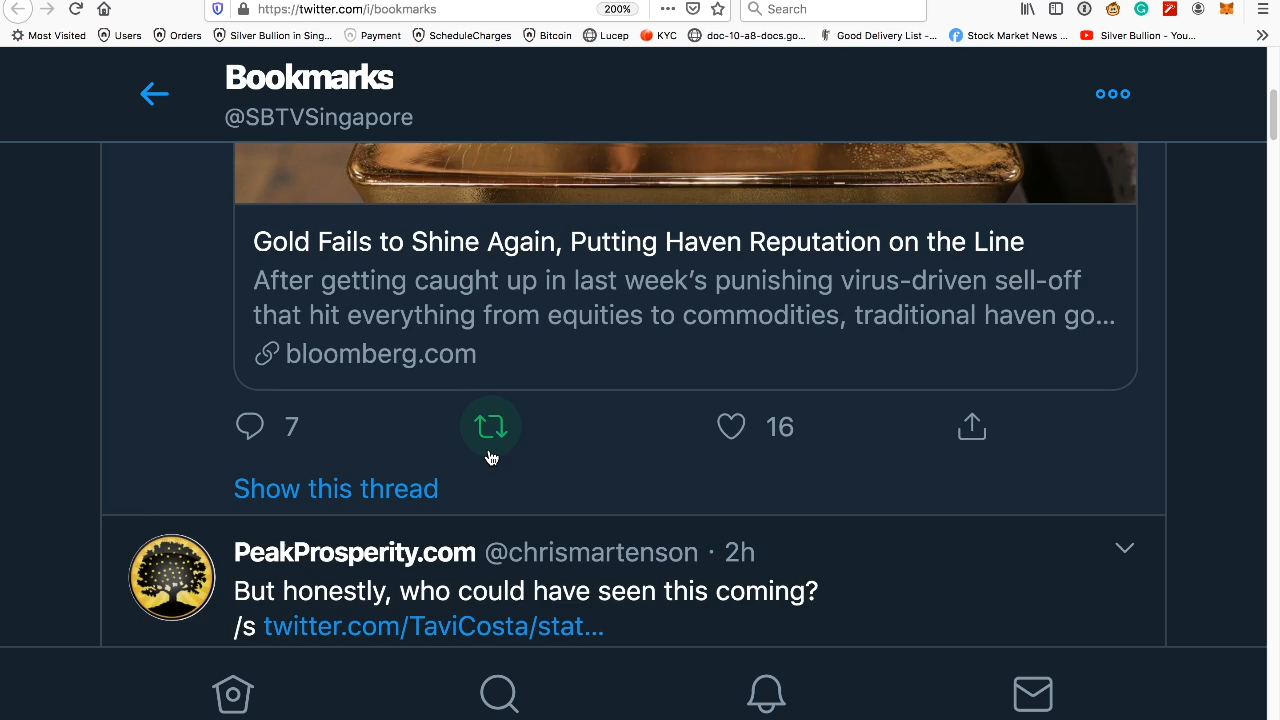 https://twitter.com/i/bookmarks
200%
Search
Most Visited
Users
Orders
Silver Bullion in Sing...
Payment
ScheduleCharges
Bitcoin
Lucep
KYC
doc-10-a8-docs.go...
Good Delivery List -...
Stock Market News ...
Silver Bullion - You...
Bookmarks
@SBTVSingapore
Gold Fails to Shine Again, Putting Haven Reputation on the Line
After getting caught up in last week’s punishing virus-driven sell-off
that hit everything from equities to commodities, traditional haven go...
bloomberg.com
7
16
Show this thread
PeakProsperity.com @chrismartenson · 2h
But honestly, who could have seen this coming?
/s twitter.com/TaviCosta/stat...